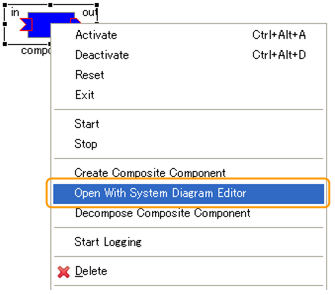 in out
compo
Activate Ctrl+Alt+A
Deactivate Ctrl+Alt+D
Reset
Exit
Start
Stop
Create Composite Component
Open With System Diagram Editor
Decompose Composite Component
Start Logging
Delete